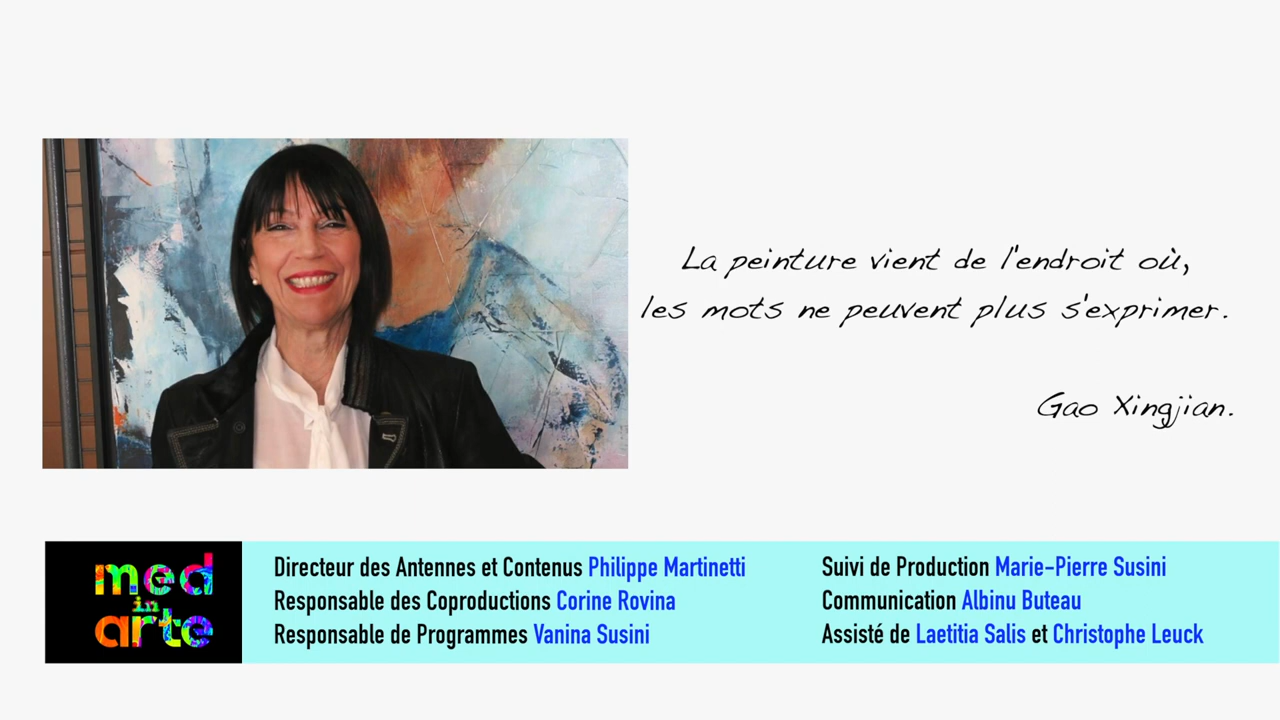 La peinture vient de l'endroit où,
les mots ne peuvent plus s'exprimer.
Gao Xingjian.
med
in
arte
Directeur des Antennes et Contenus Philippe Martinetti
Responsable des Coproductions Corine Rovina
Responsable de Programmes Vanina Susini
Suivi de Production Marie-Pierre Susini
Communication Albinu Buteau
Assisté de Laetitia Salis et Christophe Leuck